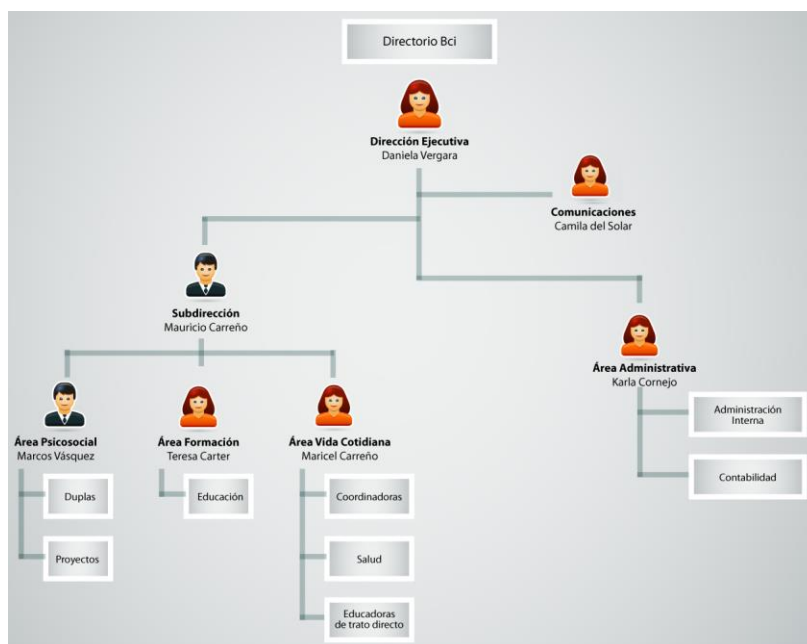 Directorio Bci
Dirección Ejecutiva
Daniela Vergara
Comunicaciones
Camila del Solar
Subdirección
Mauricio Carreño
Área Administrativa
Karla Cornejo
Administración
Interna
Contabilidad
Área Psicosocial
Marcos Vásquez
Duplas
Proyectos
Área Formación
Teresa Carter
Educación
Área Vida Cotidiana
Maricel Carreño
Coordinadoras
Salud
Educadoras
de trato directo